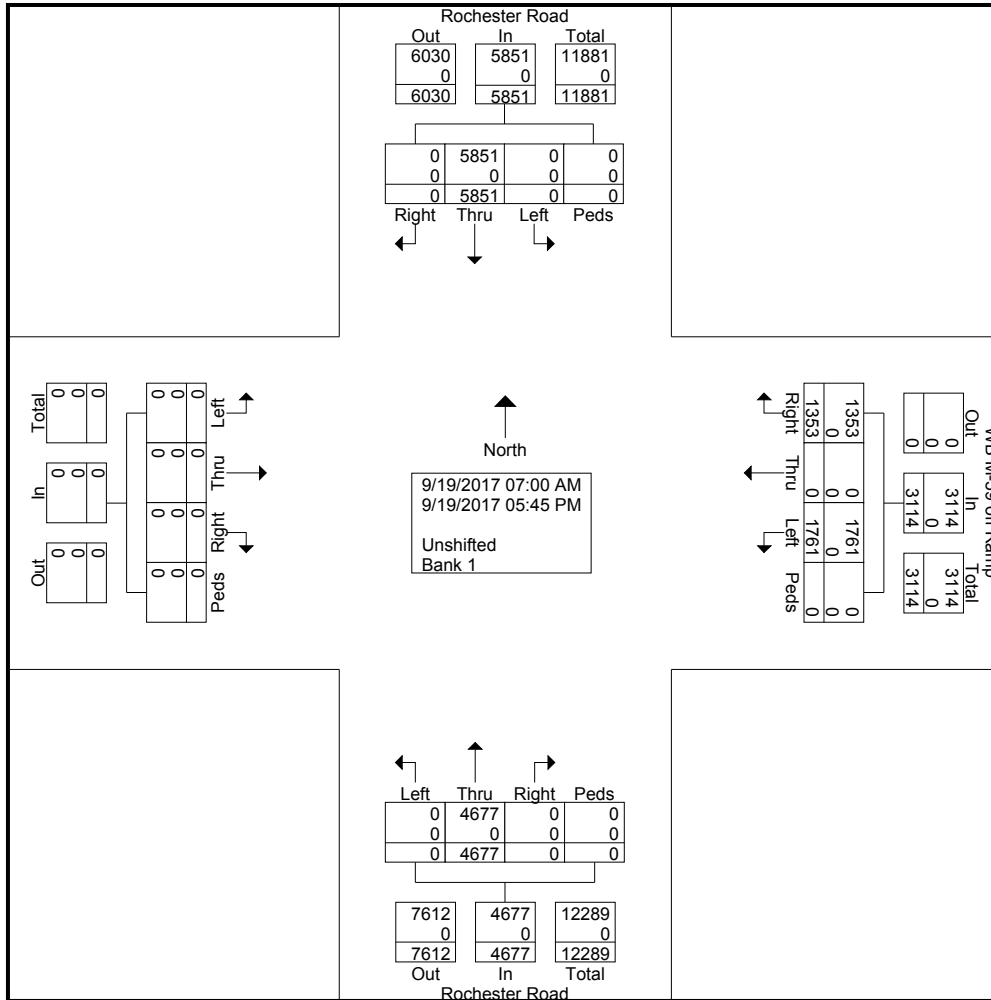 Rochester Road
Out In Total
6030 5851 11881
0 0 0
6030 5851 11881
0 5851 0 0
0 0 0 0
0 5851 0 0
Right Thru Left Peds
Left Thru Right Peds
0 0 0 0
0 0 0 0
0 0 0 0
Total In Out
0 0 0
0 0 0
0 0 0
North
9/19/2017 07:00 AM
9/19/2017 05:45 PM
Unshifted
Bank 1
WB M-59 off Ramp
Out In Total
0 3114 3114
0 0 0
0 3114 3114
1353 0 1761 0
0 0 0 0
1353 0 1761 0
Right Thru Left Peds
Left Thru Right Peds
0 4677 0 0
0 0 0 0
0 4677 0 0
7612 4677 12289
0 0 0
7612 4677 12289
Out In Total
Rochester Road